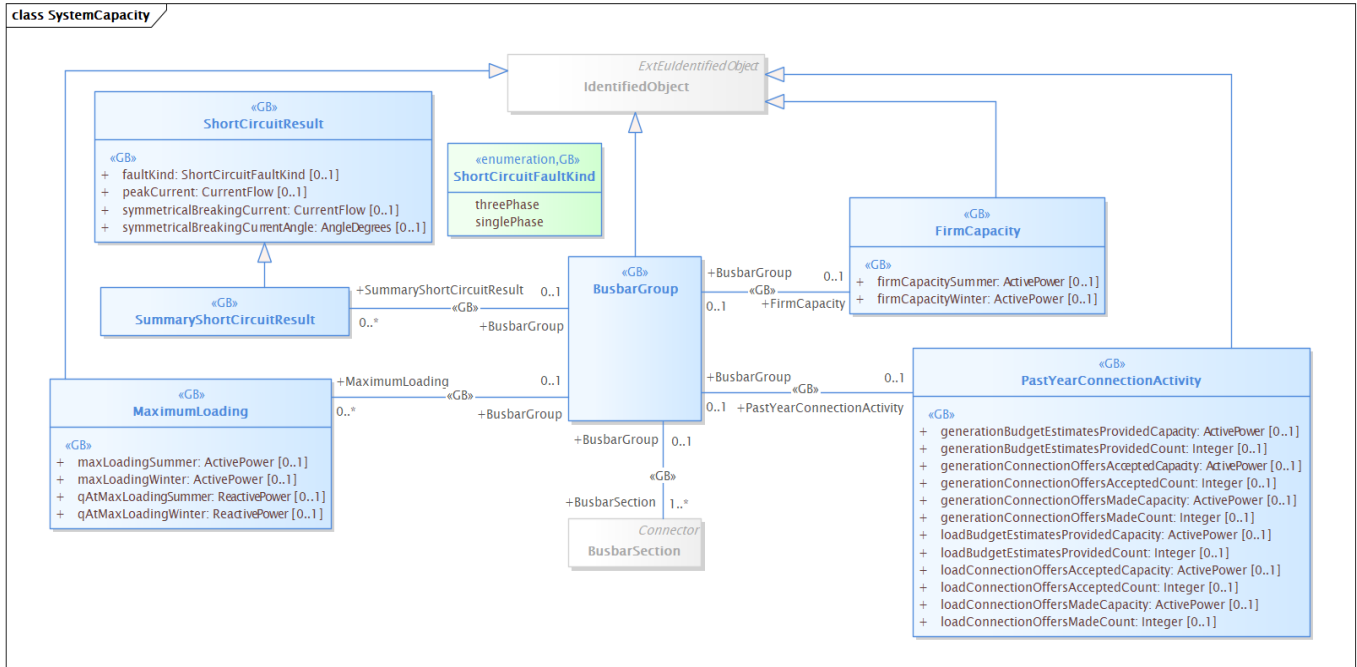 class SystemCapacity
ExtEuIdentifiedObject
IdentifiedObject
«GB»
ShortCircuitResult
«GB»
+ faultKind: ShortCircuitFaultKind [0..1]
+ peakCurrent: CurrentFlow [0..1]
+ symmetricalBreakingCurrent: CurrentFlow [0..1]
+ symmetricalBreakingCurrentAngle: AngleDegrees [0..1]
«enumeration,GB»
ShortCircuitFaultKind
threePhase
singlePhase
«GB»
FirmCapacity
«GB»
+ firmCapacitySummer: ActivePower [0..1]
+ firmCapacityWinter: ActivePower [0..1]
«GB»
BusbarGroup
+BusbarGroup 0..1
«GB»
0..1 +FirmCapacity
«GB»
SummaryShortCircuitResult
+SummaryShortCircuitResult 0..1
«GB»
0..* +BusbarGroup
«GB»
MaximumLoading
«GB»
+ maxLoadingSummer: ActivePower [0..1]
+ maxLoadingWinter: ActivePower [0..1]
+ qAtMaxLoadingSummer: ReactivePower [0..1]
+ qAtMaxLoadingWinter: ReactivePower [0..1]
+MaximumLoading 0..1
«GB»
0..* +BusbarGroup
+BusbarGroup 0..1
«GB»
0..1 +PastYearConnectionActivity
«GB»
PastYearConnectionActivity
«GB»
+ generationBudgetEstimatesProvidedCapacity: ActivePower [0..1]
+ generationBudgetEstimatesProvidedCount: Integer [0..1]
+ generationConnectionOffersAcceptedCapacity: ActivePower [0..1]
+ generationConnectionOffersAcceptedCount: Integer [0..1]
+ generationConnectionOffersMadeCapacity: ActivePower [0..1]
+ generationConnectionOffersMadeCount: Integer [0..1]
+ loadBudgetEstimatesProvidedCapacity: ActivePower [0..1]
+ loadBudgetEstimatesProvidedCount: Integer [0..1]
+ loadConnectionOffersAcceptedCapacity: ActivePower [0..1]
+ loadConnectionOffersAcceptedCount: Integer [0..1]
+ loadConnectionOffersMadeCapacity: ActivePower [0..1]
+ loadConnectionOffersMadeCount: Integer [0..1]
+BusbarGroup 0..1
«GB»
+BusbarSection 1..*
Connector
BusbarSection